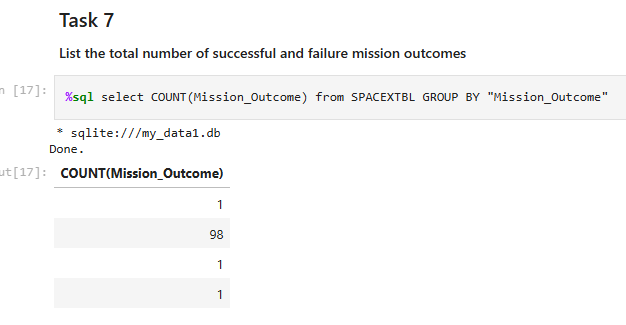 Task 7
List the total number of successful and failure mission outcomes
n [17]:
%sql select COUNT(Mission_Outcome) from SPACEXTBL GROUP BY "Mission_Outcome"
* sqlite:///my_data1.db
Done.
ut[17]:
COUNT(Mission_Outcome)
1
98
1
1